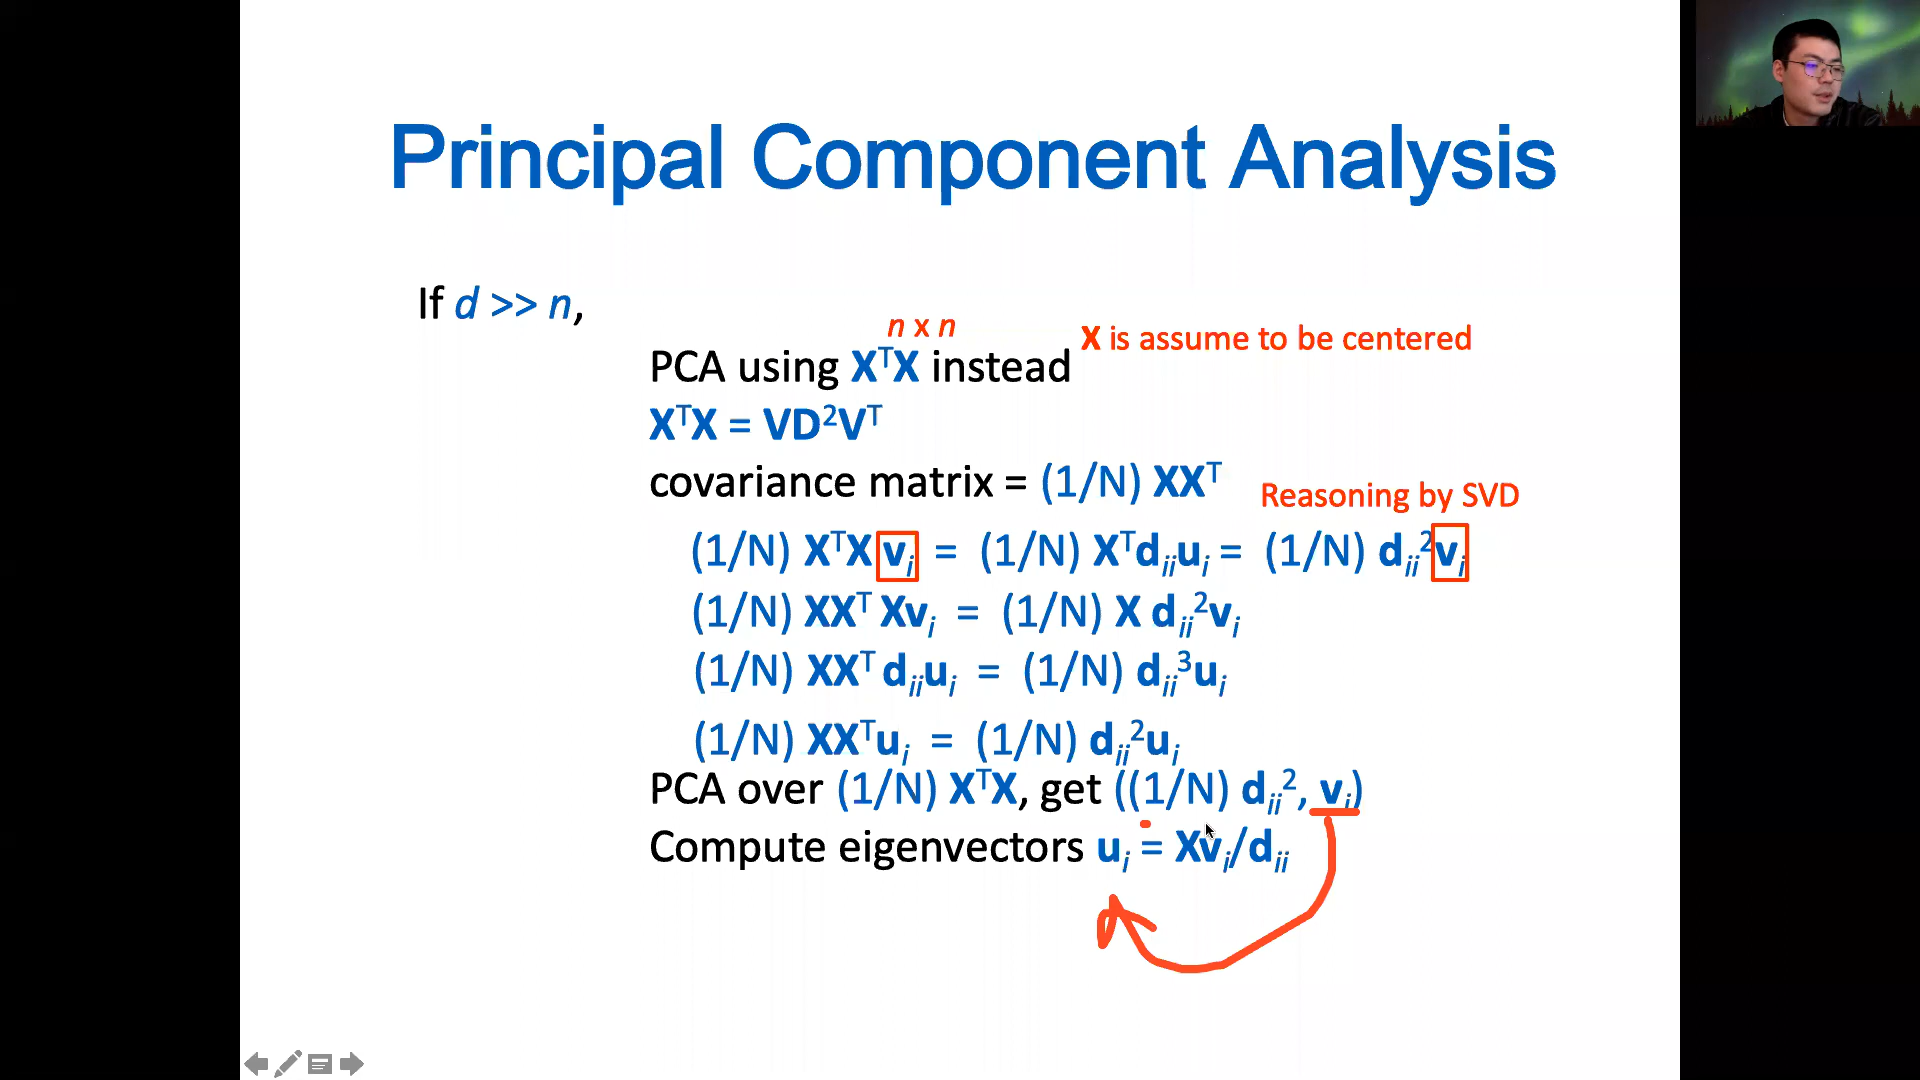 Principal Component Analysis
If d >> n,
n x n
X is assume to be centered
PCA using XᵀX instead
XᵀX = VD²Vᵀ
covariance matrix = (1/N) XXᵀ
Reasoning by SVD
(1/N) XᵀX vᵢ = (1/N) Xᵀdᵢᵢuᵢ = (1/N) dᵢᵢ²vᵢ
(1/N) XXᵀ Xvᵢ = (1/N) X dᵢᵢ²vᵢ
(1/N) XXᵀ dᵢᵢuᵢ = (1/N) dᵢᵢ³uᵢ
(1/N) XXᵀuᵢ = (1/N) dᵢᵢ²uᵢ
PCA over (1/N) XᵀX, get ((1/N) dᵢᵢ², vᵢ)
Compute eigenvectors uᵢ = Xvᵢ/dᵢᵢ